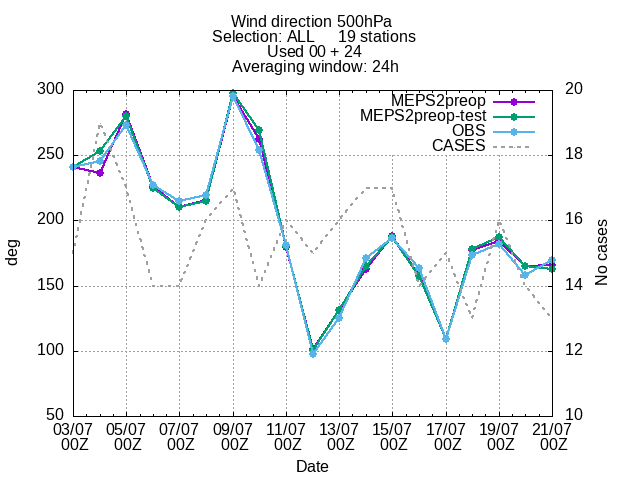 Wind direction 500hPa
Selection: ALL 19 stations
Used 00 + 24
Averaging window: 24h
MEPS2preop
MEPS2preop-test
OBS
CASES
deg
300
250
200
150
100
50
No cases
20
18
16
14
12
10
03/07 05/07 07/07 09/07 11/07 13/07 15/07 17/07 19/07 21/07
00Z 00Z 00Z 00Z 00Z 00Z 00Z 00Z 00Z 00Z
Date